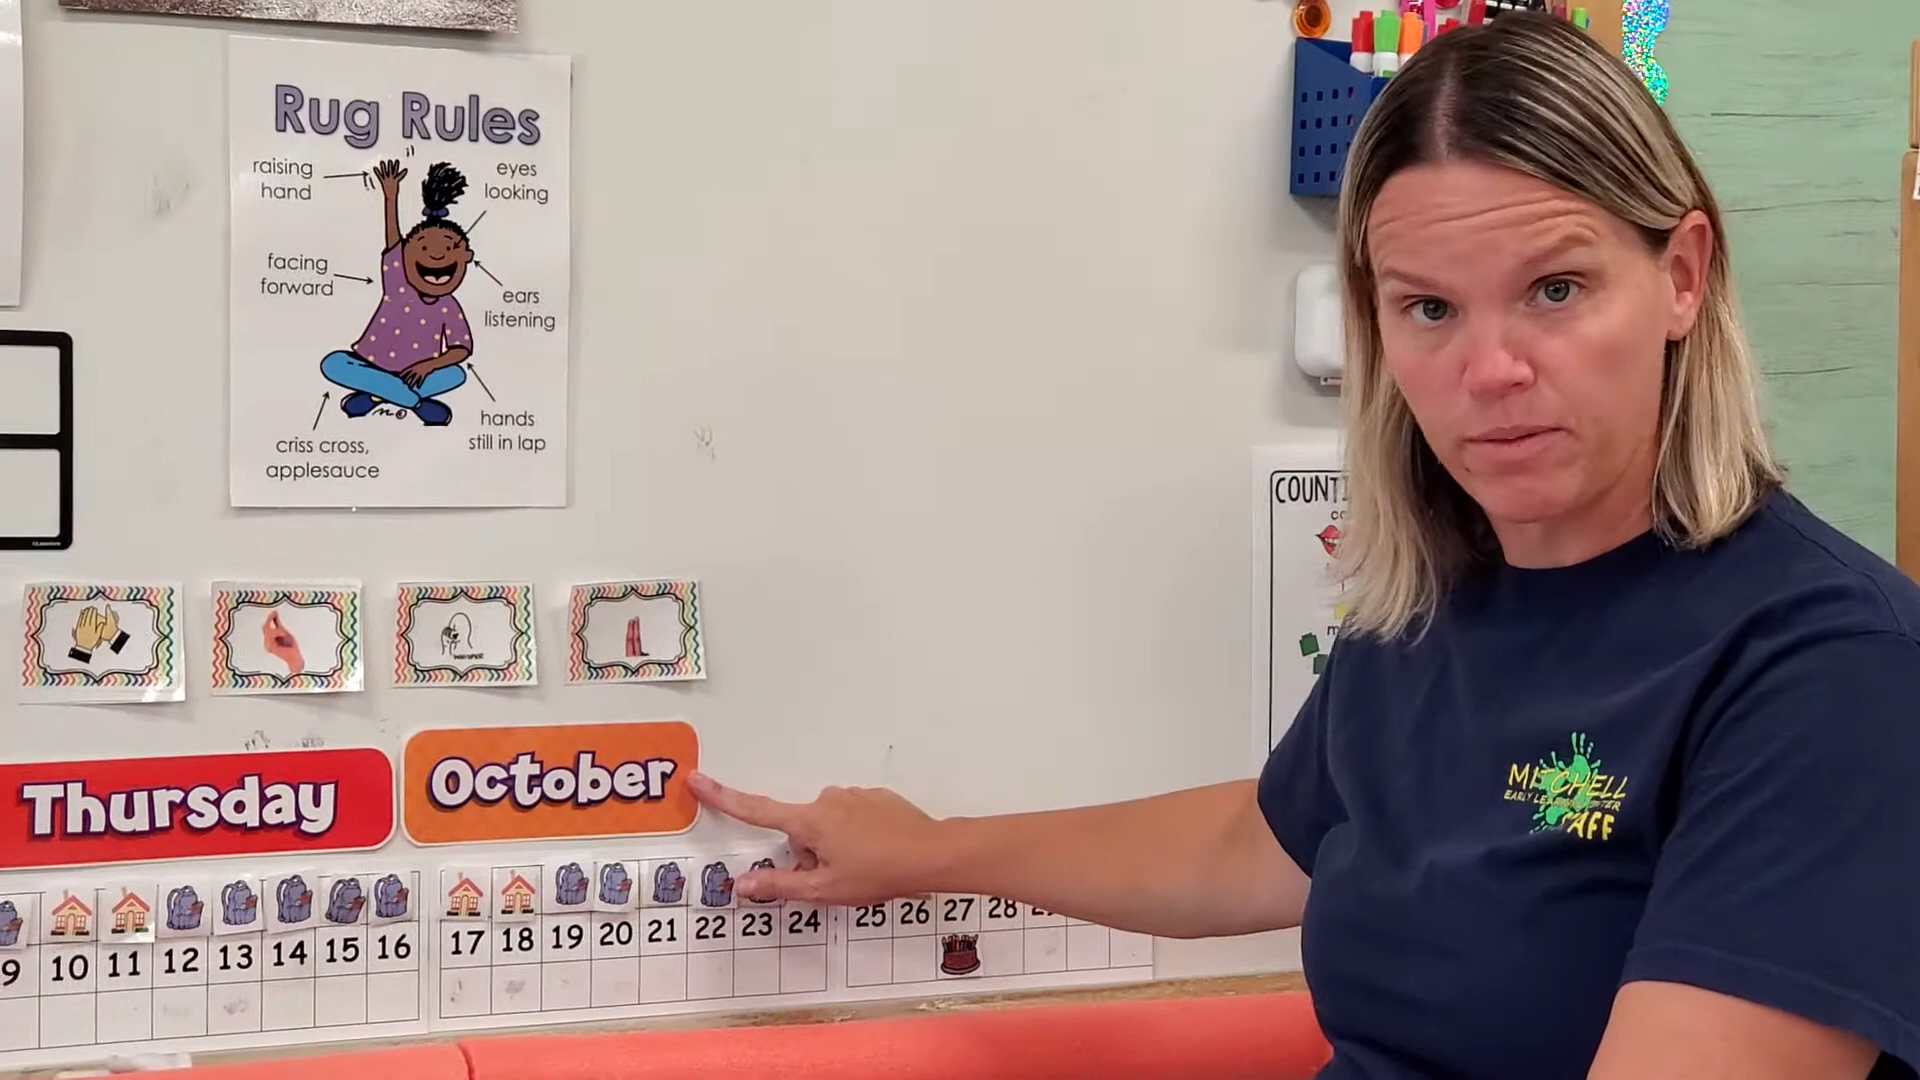 Rug Rules
raising
hand
eyes
looking
facing
forward
ears
listening
hands
still in lap
criss cross,
applesauce
COUNTI
WHISPER
Thursday
October
9 10 11 12 13 14 15 16 17 18 19 20 21 22 23 24 25 26 27 28
MITCHELL
EARLY LEARNING CENTER
STAFF